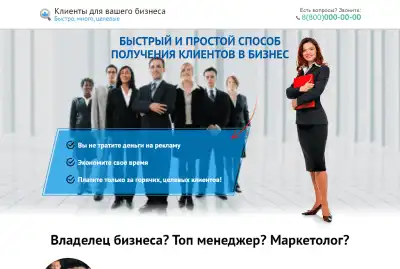 Клиенты для вашего бизнеса
Быстро, много, целевые
Есть вопросы? Звоните:
8(800)000-00-00
БЫСТРЫЙ И ПРОСТОЙ СПОСОБ
ПОЛУЧЕНИЯ КЛИЕНТОВ В БИЗНЕС
Вы не тратите деньги на рекламу
Экономите свое время
Платите только за горячих, целевых клиентов!
Владелец бизнеса? Топ менеджер? Маркетолог?